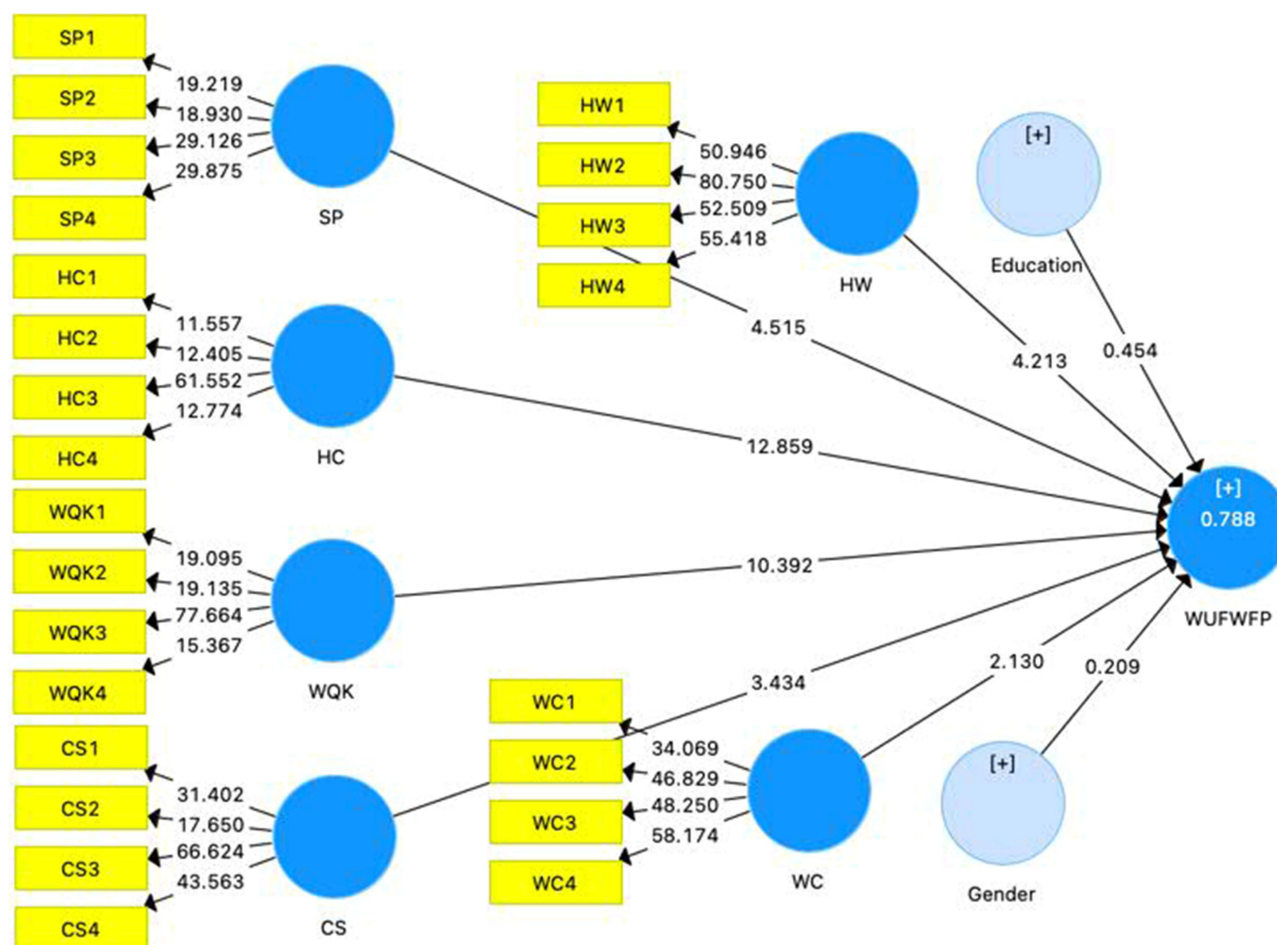 SP1
SP2
SP3
SP4
19.219
18.930
29.126
29.875
SP
HC1
HC2
HC3
HC4
11.557
12.405
61.552
12.774
HC
WQK1
WQK2
WQK3
WQK4
19.095
19.135
77.664
15.367
WQK
CS1
CS2
CS3
CS4
31.402
17.650
66.624
43.563
CS
HW1
HW2
HW3
HW4
50.946
80.750
52.509
55.418
HW
WC1
WC2
WC3
WC4
34.069
46.829
48.250
58.174
WC
[+]
Education
[+]
Gender
4.515
4.213
0.454
12.859
10.392
3.434
2.130
0.209
[+]
0.788
WUFWFP